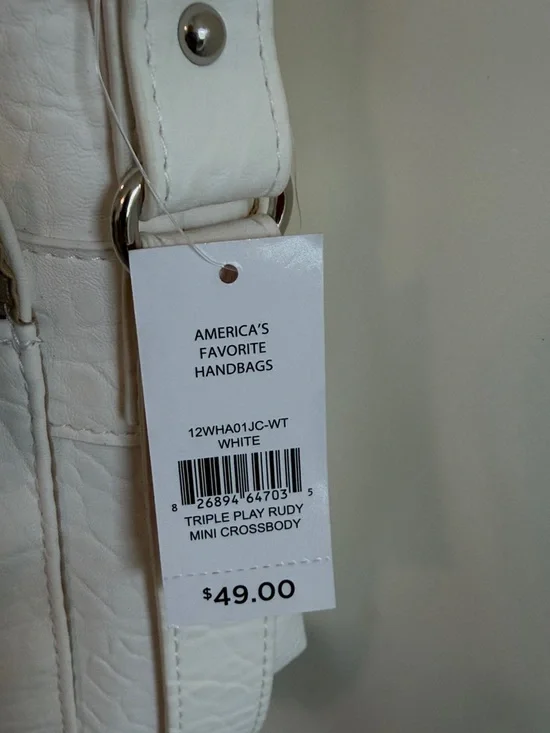 AMERICA'S
FAVORITE
HANDBAGS
12WHA01JC-WT
WHITE
8 26894 64703 5
TRIPLE PLAY RUDY
MINI CROSSBODY
$49.00